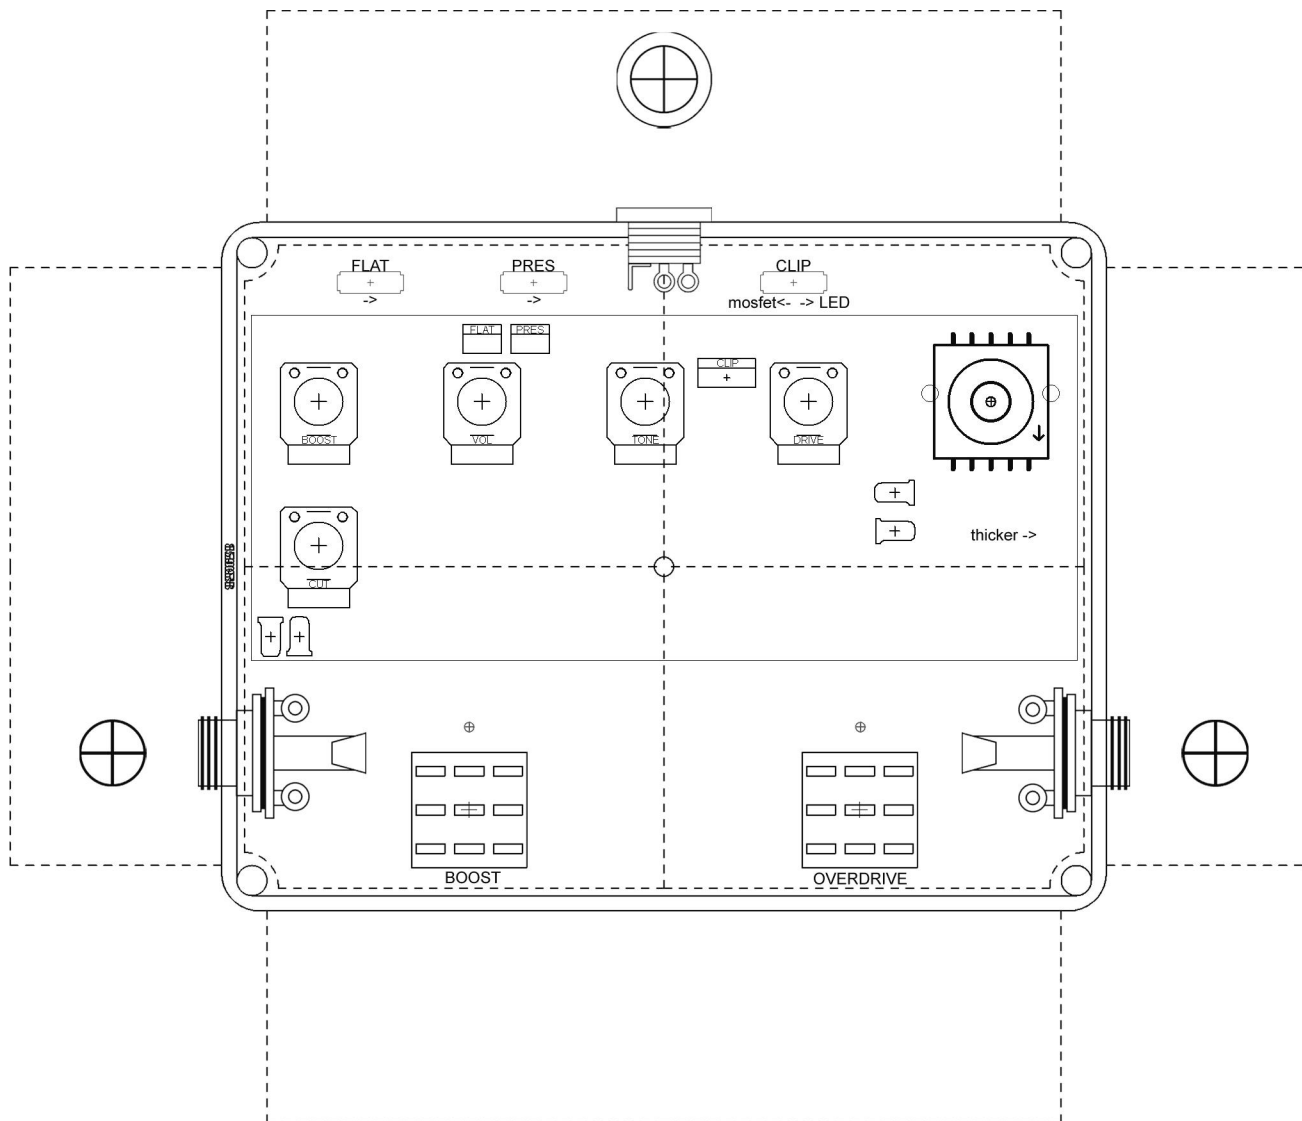 FLAT
PRES
CLIP
->
->
mosfet<- -> LED
FLAT
PRES
CLIP
BOOST
VOL
TONE
DRIVE
thicker ->
CUT
BOOST
OVERDRIVE